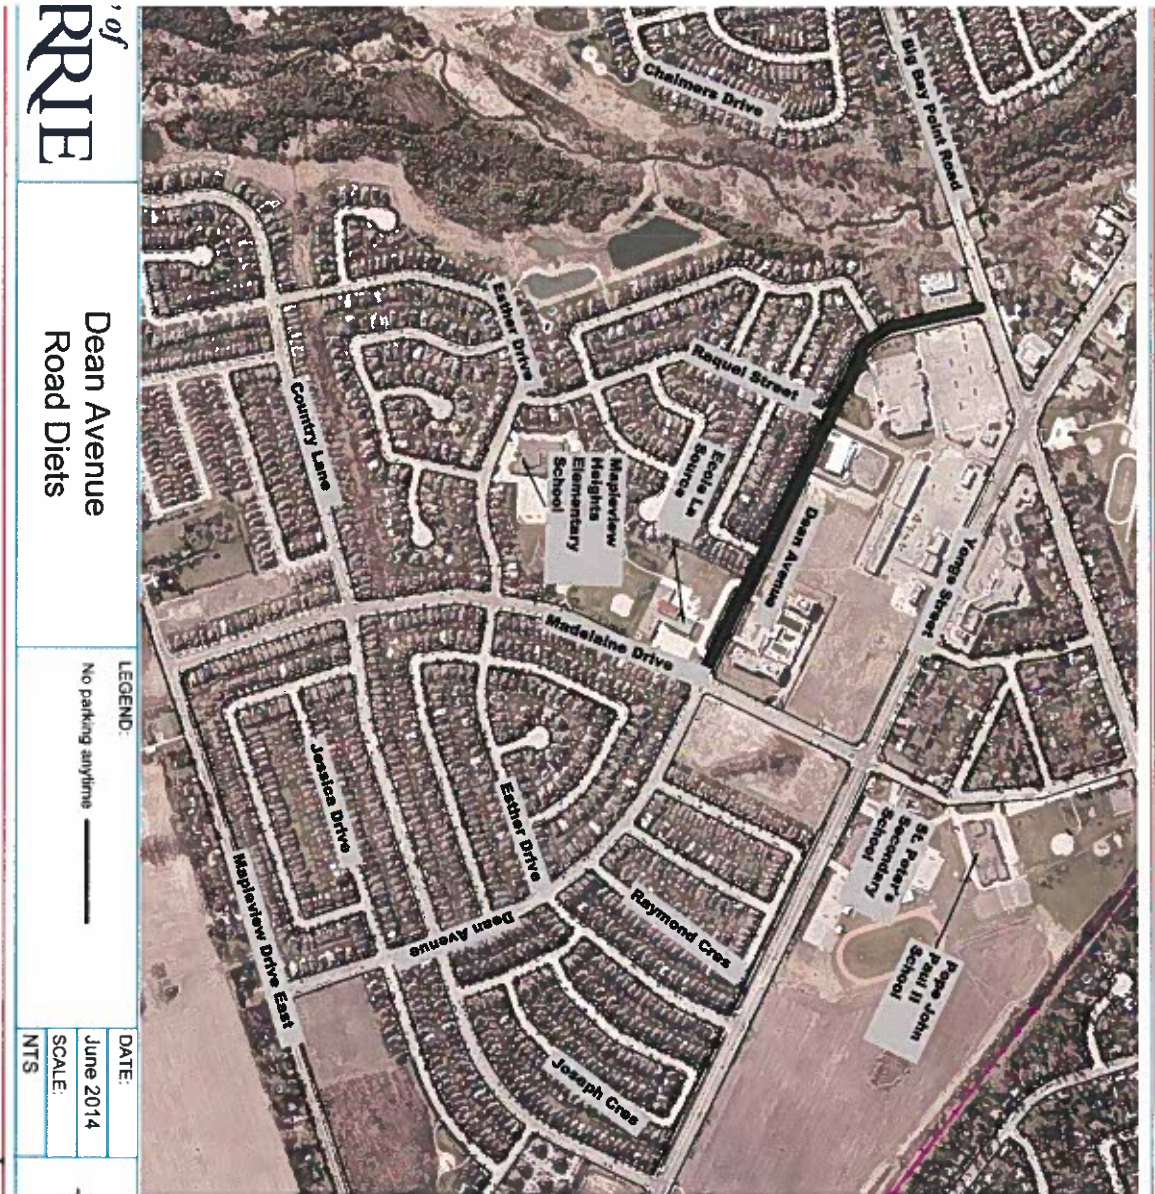 Big Bay Point Road
Chalmers Drive
Esther Drive
Raquel Street
Country Lane
Ecole La
Source
Mapleview
Heights
Elementary
School
Dean Avenue
Yonge Street
Madelaine Drive
Jessica Drive
Esther Drive
Mapleview Drive East
Dean Avenue
Raymond Cres
Joseph Cres
St. Peter's
Secondary
School
Pope John
Paul II
School
of
RRIE
Dean Avenue
Road Diets
LEGEND:
No parking anytime
DATE:
June 2014
SCALE:
NTS